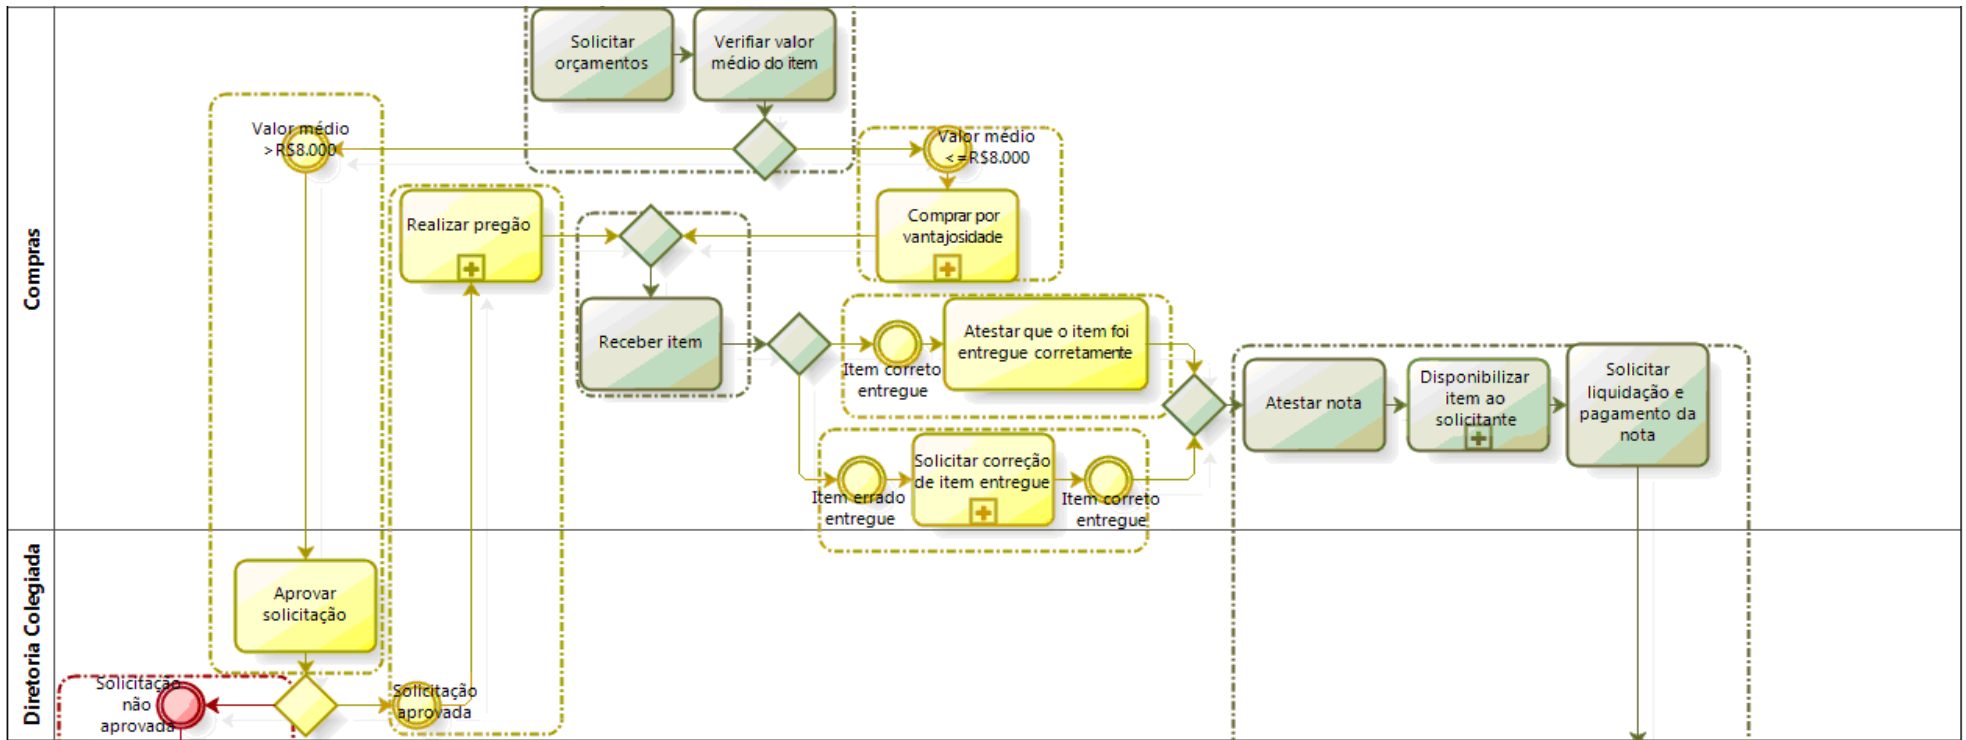 Compras
Solicitar
orçamentos
Verifiar valor
médio do item
Valor médio
>R$8.000
Valor médio
<=R$8.000
Realizar pregão
Comprar por
vantajosidade
Receber item
Item correto
entregue
Atestar que o item foi
entregue corretamente
Item errado
entregue
Solicitar correção
de item entregue
Item correto
entregue
Atestar nota
Disponibilizar
item ao
solicitante
Solicitar
liquidação e
pagamento da
nota
Diretoria Colegiada
Aprovar
solicitação
Solicitação
não
aprovada
Solicitação
aprovada